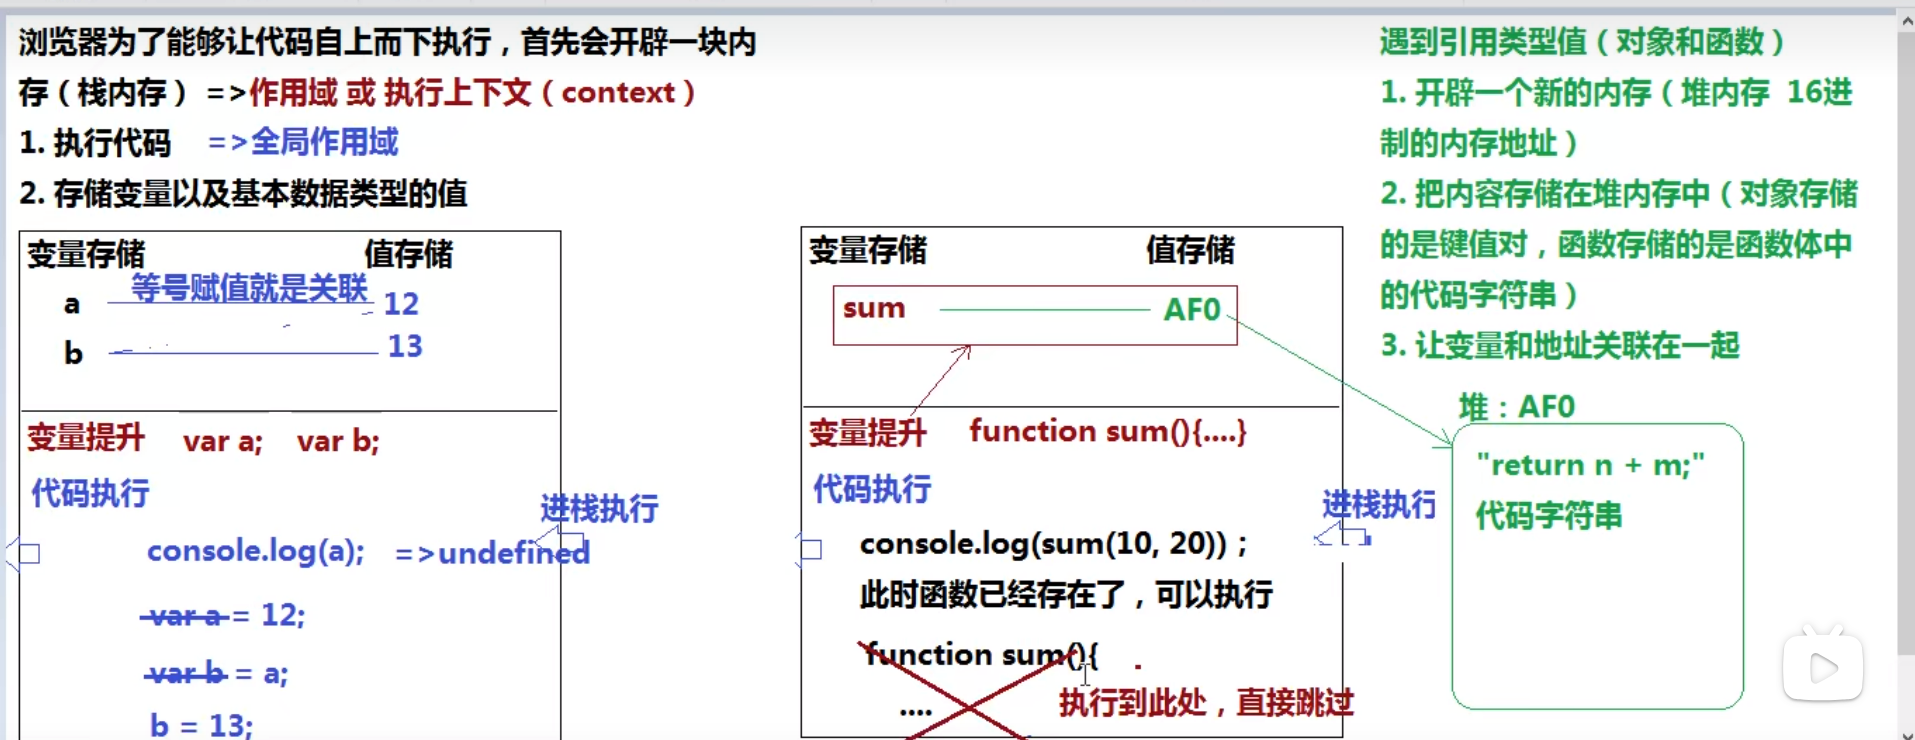 浏览器为了能够让代码自上而下执行，首先会开辟一块内
存（栈内存） =>作用域 或 执行上下文（context）
1. 执行代码 =>全局作用域
2. 存储变量以及基本数据类型的值
变量存储 值存储
等号赋值就是关联
a 12
b 13
变量提升 var a; var b;
代码执行
进栈执行
console.log(a); =>undefined
var a = 12;
var b = a;
b = 13;
变量存储 值存储
sum AF0
变量提升 function sum(){....}
代码执行
进栈执行
console.log(sum(10, 20))；
此时函数已经存在了，可以执行
function sum(){
....
执行到此处，直接跳过
遇到引用类型值（对象和函数）
1. 开辟一个新的内存（堆内存 16进
制的内存地址）
2. 把内容存储在堆内存中（对象存储
的是键值对，函数存储的是函数体中
的代码字符串）
3. 让变量和地址关联在一起
堆：AF0
"return n + m;"
代码字符串